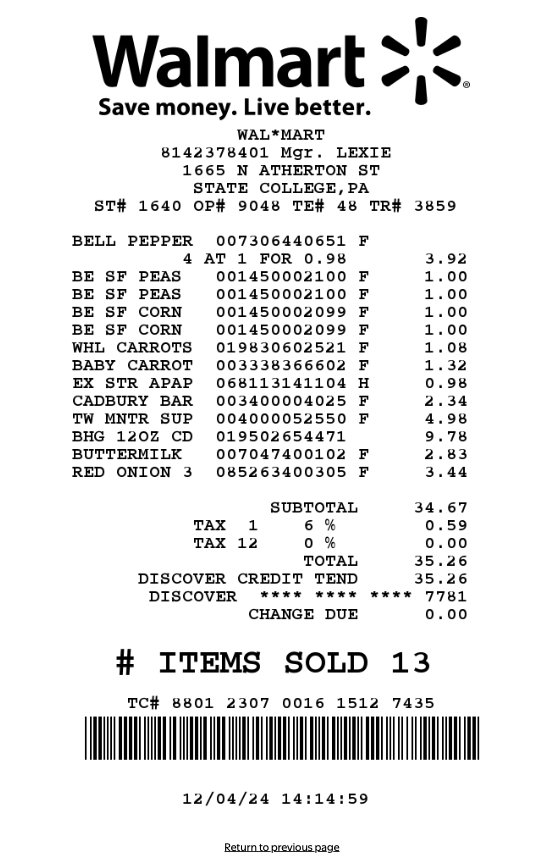 Walmart
Save money. Live better.
WAL*MART
8142378401 Mgr. LEXIE
1665 N ATHERTON ST
STATE COLLEGE,PA
ST# 1640 OP# 9048 TE# 48 TR# 3859
BELL PEPPER 007306440651 F
4 AT 1 FOR 0.98 3.92
BE SF PEAS 001450002100 F 1.00
BE SF PEAS 001450002100 F 1.00
BE SF CORN 001450002099 F 1.00
BE SF CORN 001450002099 F 1.00
WHL CARROTS 019830602521 F 1.08
BABY CARROT 003338366602 F 1.32
EX STR APAP 068113141104 H 0.98
CADBURY BAR 003400004025 F 2.34
TW MNTR SUP 004000052550 F 4.98
BHG 12OZ CD 019502654471 9.78
BUTTERMILK 007047400102 F 2.83
RED ONION 3 085263400305 F 3.44
SUBTOTAL 34.67
TAX 1 6 % 0.59
TAX 12 0 % 0.00
TOTAL 35.26
DISCOVER CREDIT TEND 35.26
DISCOVER **** **** **** 7781
CHANGE DUE 0.00
# ITEMS SOLD 13
TC# 8801 2307 0016 1512 7435
12/04/24 14:14:59
Return to previous page